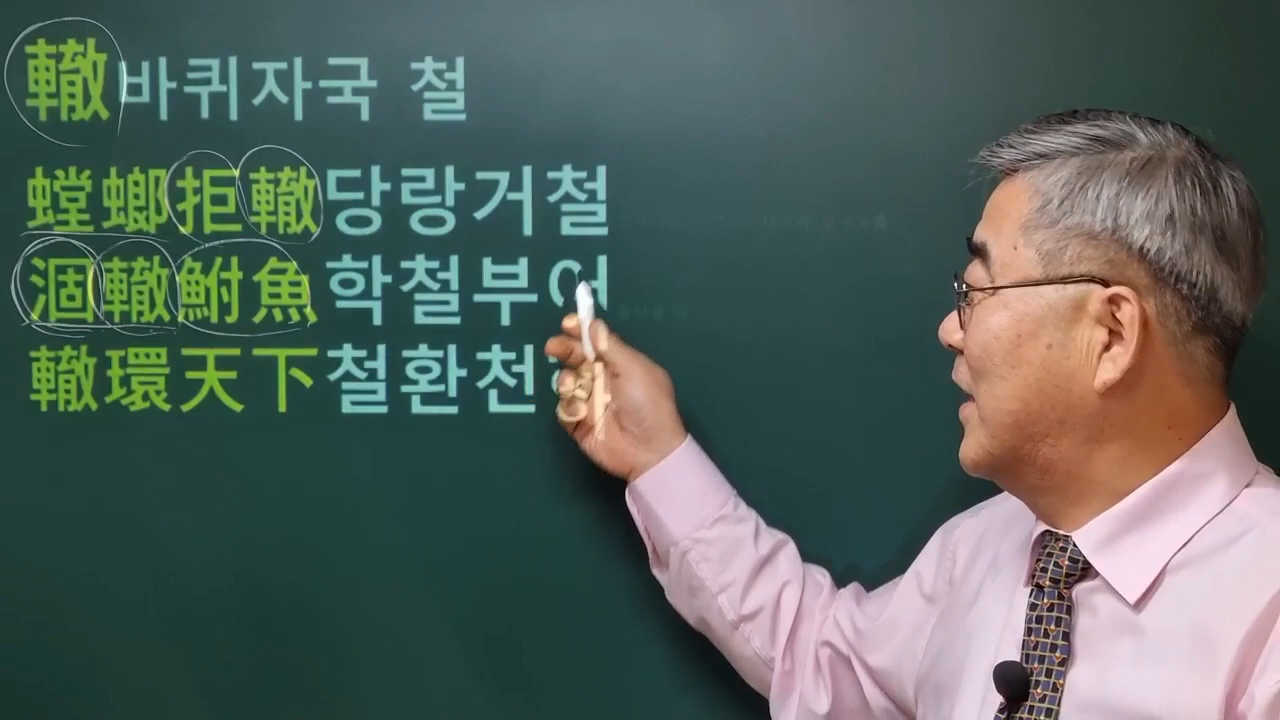 轍 바퀴자국 철
螳螂拒轍 당랑거철
涸轍鮒魚 학철부어
轍環天下 철환천하